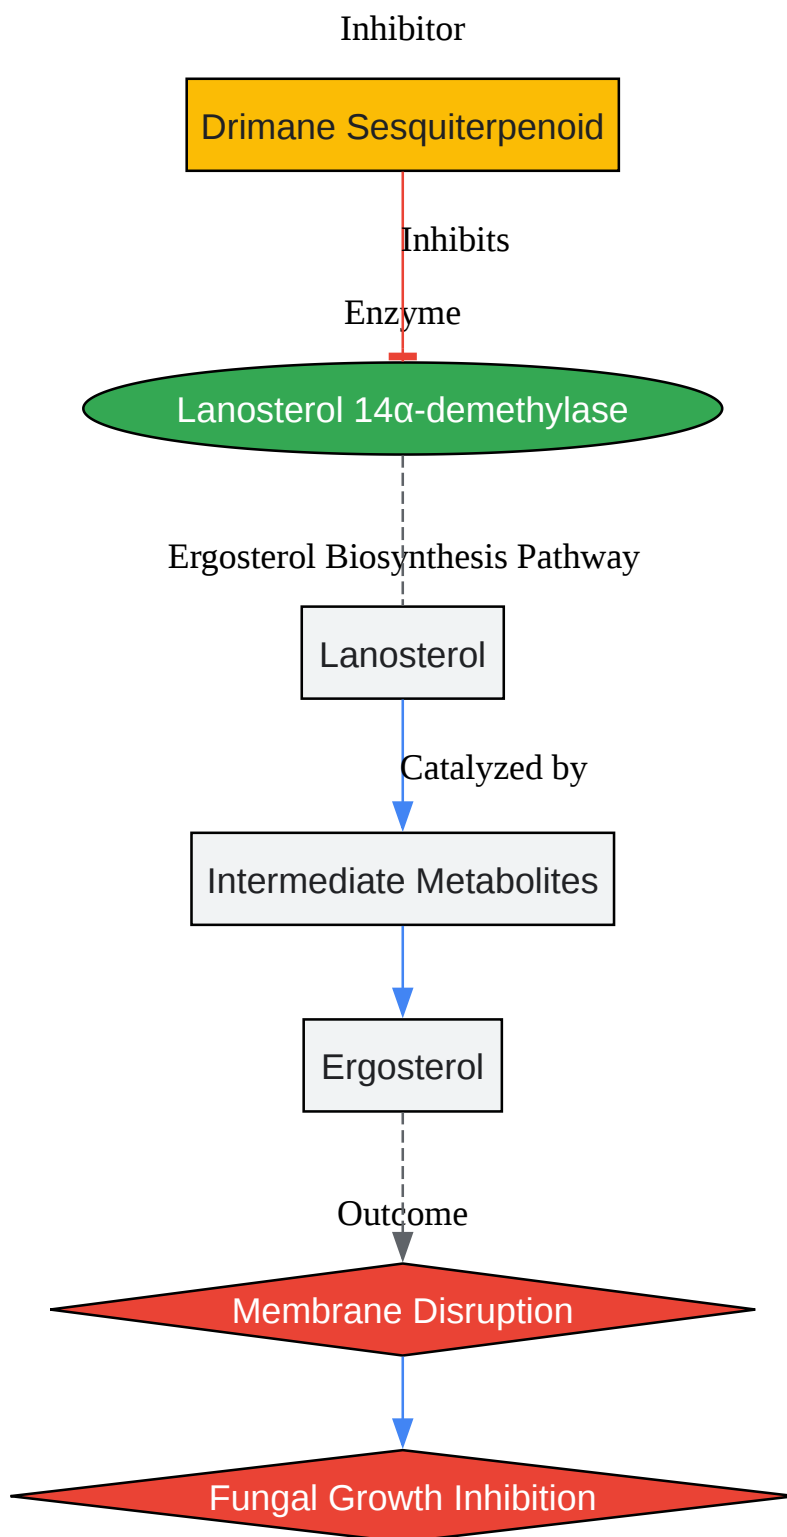 Inhibitor
Drimane Sesquiterpenoid
Inhibits
Enzyme
Lanosterol 14α-demethylase
Ergosterol Biosynthesis Pathway
Lanosterol
Catalyzed by
Intermediate Metabolites
Ergosterol
Outcome
Membrane Disruption
Fungal Growth Inhibition